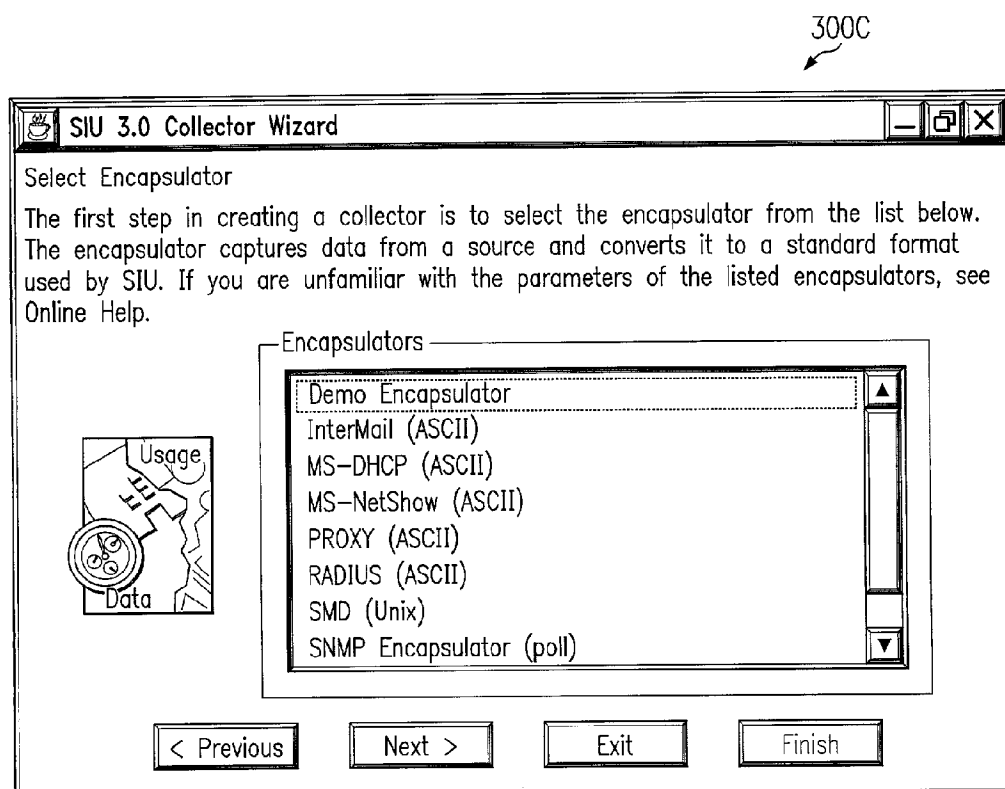 300C
SIU 3.0 Collector Wizard
Select Encapsulator
The first step in creating a collector is to select the encapsulator from the list below.
The encapsulator captures data from a source and converts it to a standard format
used by SIU. If you are unfamiliar with the parameters of the listed encapsulators, see
Online Help.
Encapsulators
Demo Encapsulator
InterMail (ASCII)
MS-DHCP (ASCII)
MS-NetShow (ASCII)
PROXY (ASCII)
RADIUS (ASCII)
SMD (Unix)
SNMP Encapsulator (poll)
Usage
Data
< Previous
Next >
Exit
Finish